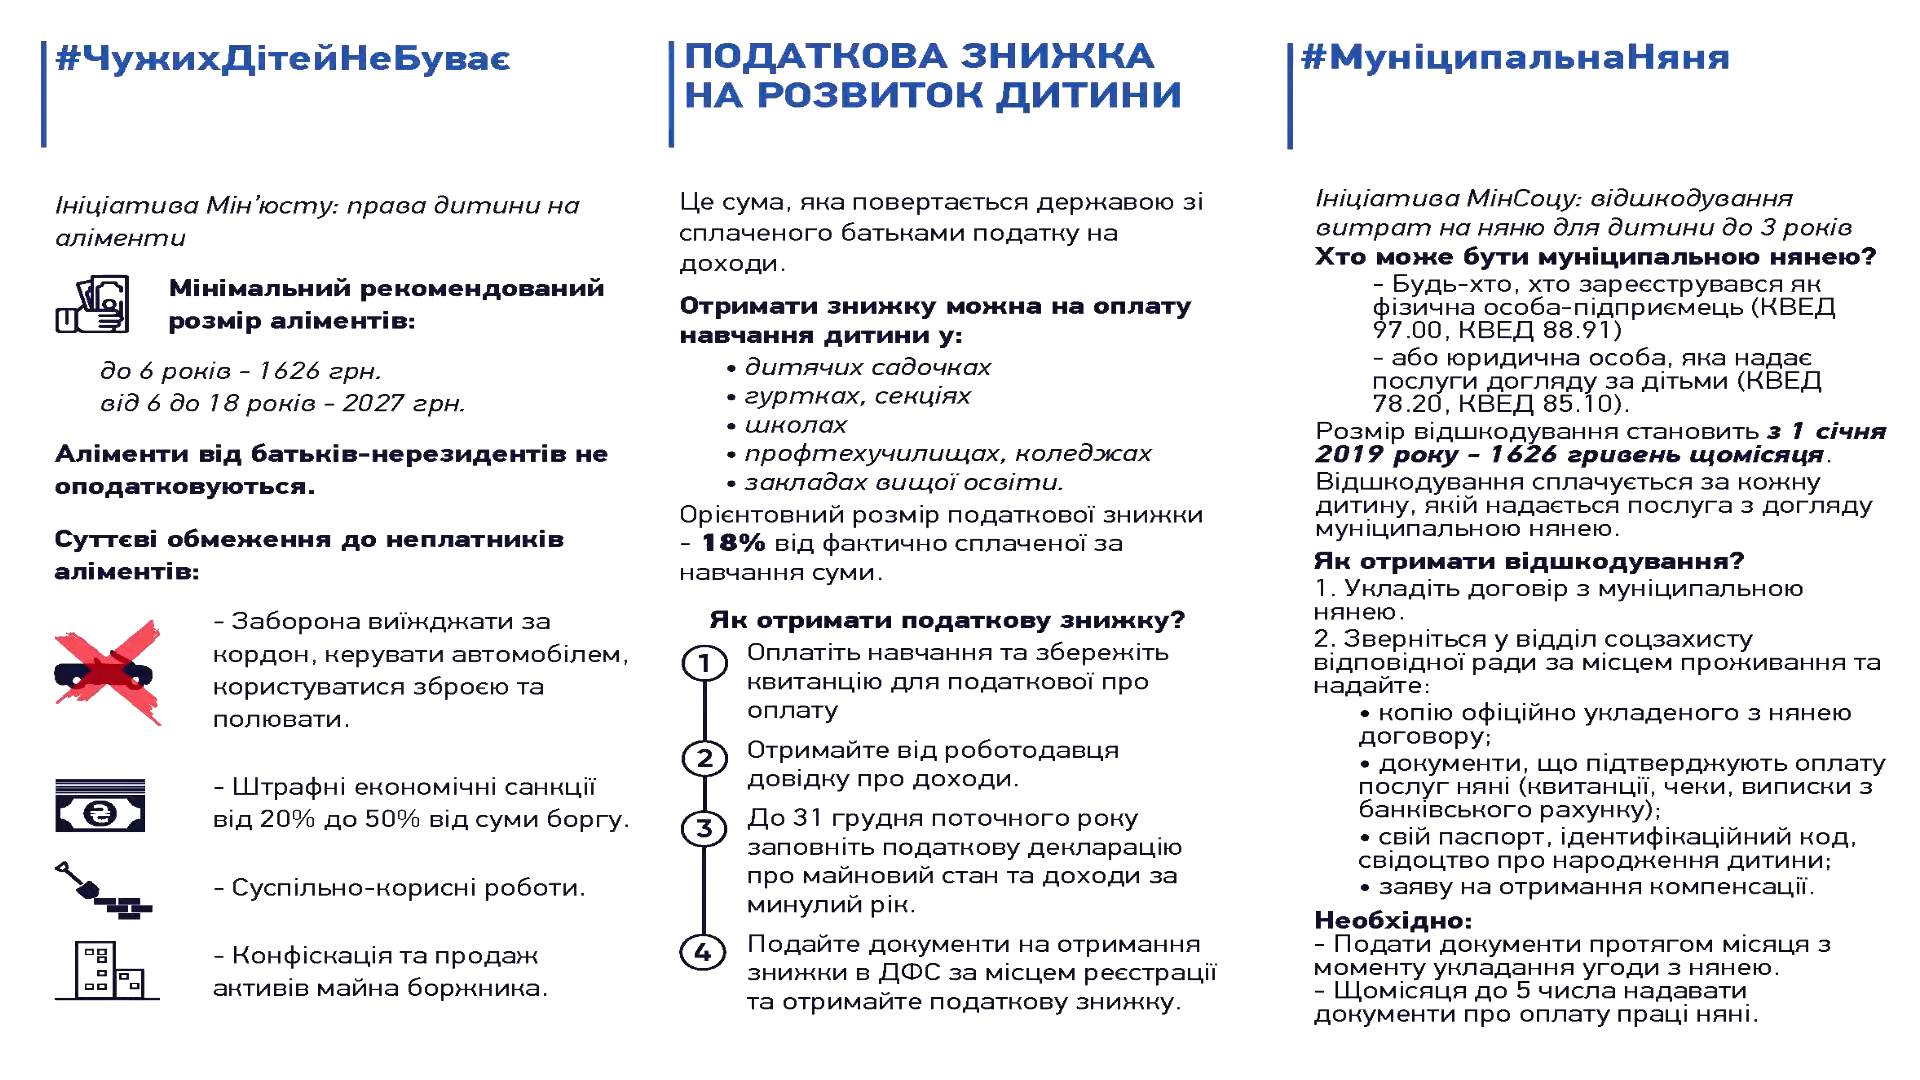 #ЧужихДітейНеБуває
Ініціатива Мін’юсту: права дитини на
аліменти
Мінімальний рекомендований
розмір аліментів:
до 6 років – 1626 грн.
від 6 до 18 років – 2027 грн.
Аліменти від батьків-нерезидентів не
оподатковуються.
Суттєві обмеження до неплатників
аліментів:
– Заборона виїжджати за
кордон, керувати автомобілем,
користуватися зброєю та
полювати.
– Штрафні економічні санкції
від 20% до 50% від суми боргу.
– Суспільно-корисні роботи.
– Конфіскація та продаж
активів майна боржника.
ПОДАТКОВА ЗНИЖКА
НА РОЗВИТОК ДИТИНИ
Це сума, яка повертається державою зі
сплаченого батьками податку на
доходи.
Отримати знижку можна на оплату
навчання дитини у:
• дитячих садочках
• гуртках, секціях
• школах
• профтехучилищах, коледжах
• закладах вищої освіти.
Орієнтовний розмір податкової знижки
– 18% від фактично сплаченої за
навчання суми.
Як отримати податкову знижку?
1 Оплатіть навчання та збережіть
квитанцію для податкової про
оплату
2 Отримайте від роботодавця
довідку про доходи.
3 До 31 грудня поточного року
заповніть податкову декларацію
про майновий стан та доходи за
минулий рік.
4 Подайте документи на отримання
знижки в ДФС за місцем реєстрації
та отримайте податкову знижку.
#МуніципальнаНяня
Ініціатива МінСоцу: відшкодування
витрат на няню для дитини до 3 років
Хто може бути муніципальною нянею?
– Будь-хто, хто зареєструвався як
фізична особа-підприємець (КВЕД
97.00, КВЕД 88.91)
– або юридична особа, яка надає
послуги догляду за дітьми (КВЕД
78.20, КВЕД 85.10).
Розмір відшкодування становить з 1 січня
2019 року – 1626 гривень щомісяця.
Відшкодування сплачується за кожну
дитину, якій надається послуга з догляду
муніципальною нянею.
Як отримати відшкодування?
1. Укладіть договір з муніципальною
нянею.
2. Зверніться у відділ соцзахисту
відповідної ради за місцем проживання та
надайте:
• копію офіційно укладеного з нянею
договору;
• документи, що підтверджують оплату
послуг няні (квитанції, чеки, виписки з
банківського рахунку);
• свій паспорт, ідентифікаційний код,
свідоцтво про народження дитини;
• заяву на отримання компенсації.
Необхідно:
– Подати документи протягом місяця з
моменту укладання угоди з нянею.
– Щомісяця до 5 числа надавати
документи про оплату праці няні.